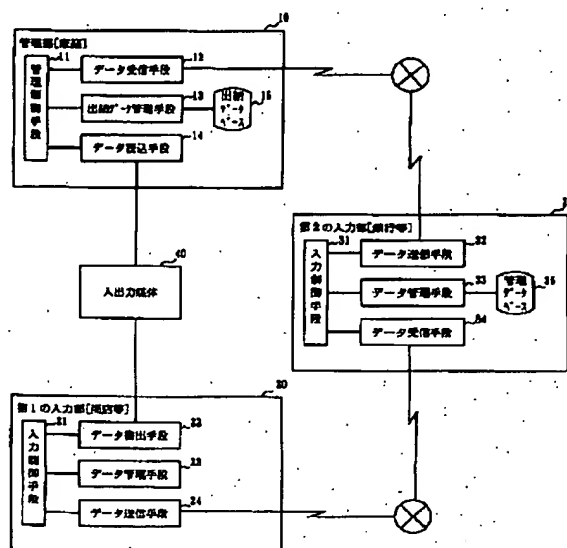 10
管理部[家庭]
11
管理制御手段
データ受信手段
12
出納データ管理手段
13
出納データベース
15
データ読込手段
14
40
入出力媒体
第2の入力部[銀行等]
31
入力制御手段
データ送信手段
32
データ管理手段
33
管理データベース
35
データ受信手段
34
20
第1の入力部[商店等]
21
入力制御手段
データ書出手段
22
データ管理手段
23
データ送信手段
24